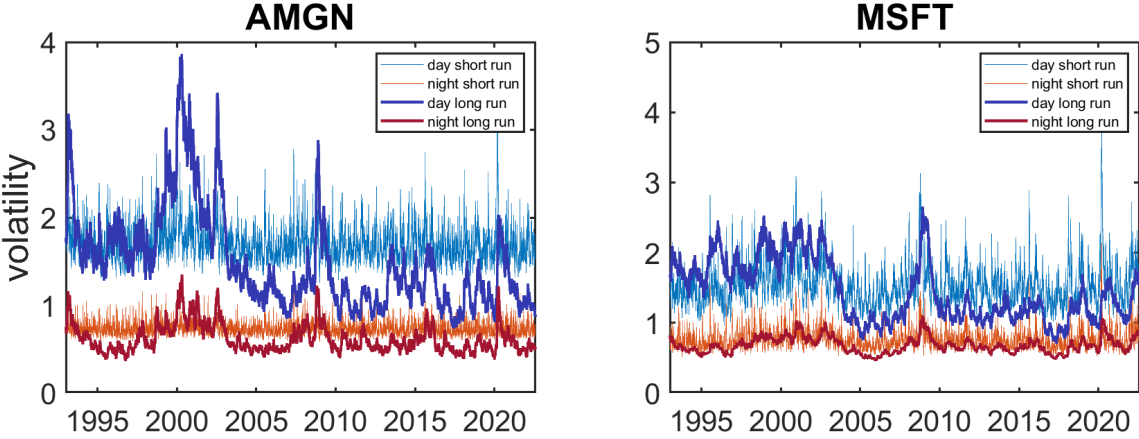 AMGN
volatility
4
3
2
1
0
1995 2000 2005 2010 2015 2020
day short run
night short run
day long run
night long run
MSFT
5
4
3
2
1
0
1995 2000 2005 2010 2015 2020
day short run
night short run
day long run
night long run